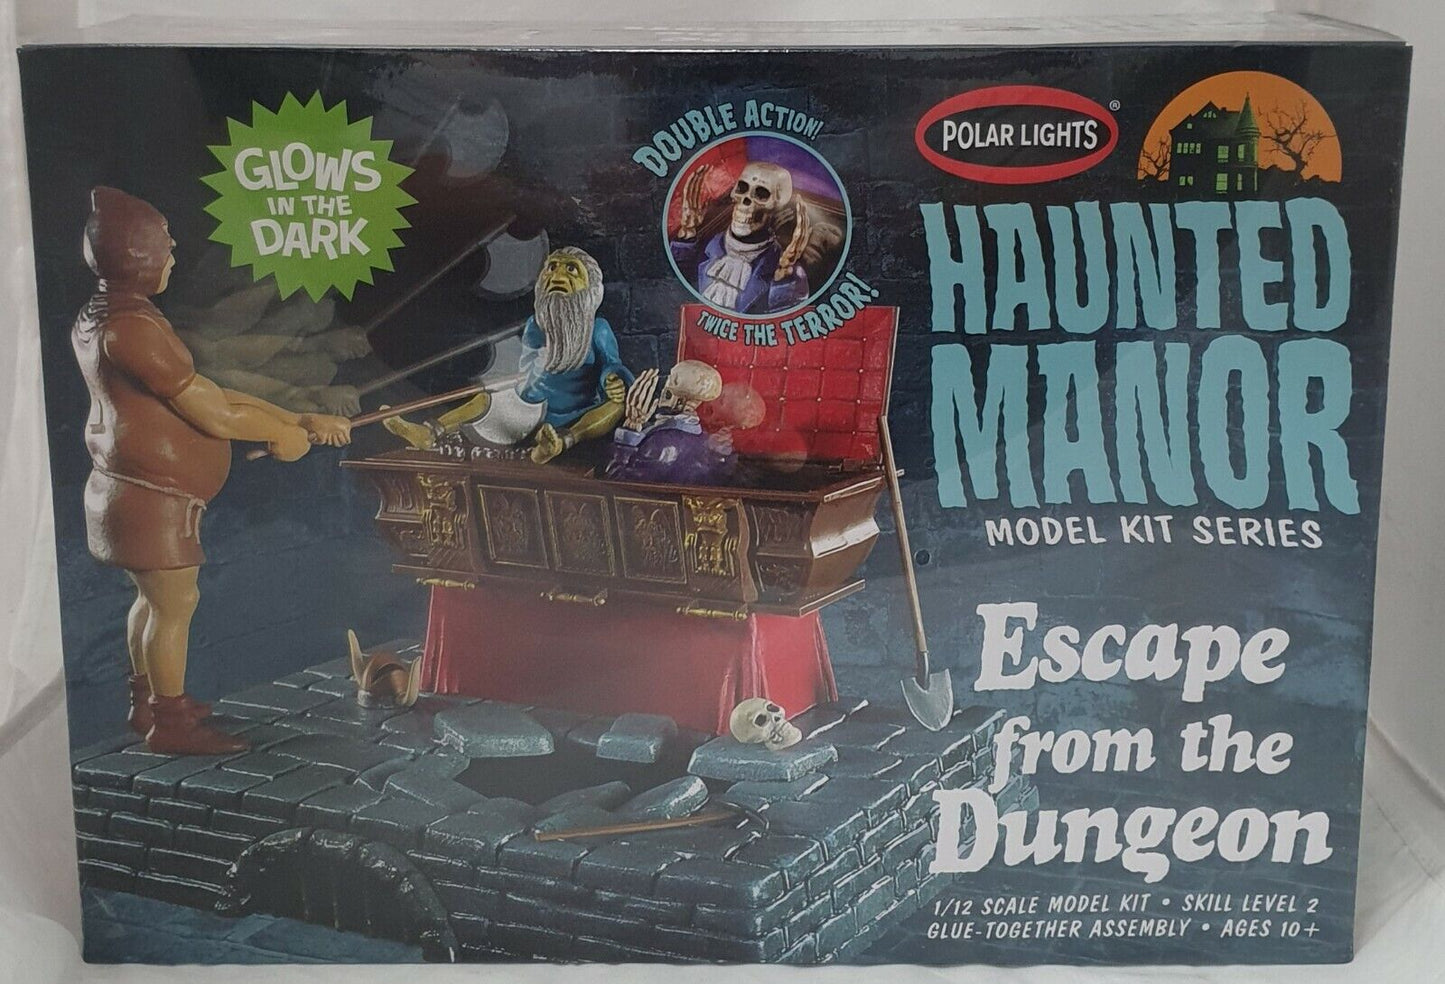 GLOWS
IN THE
DARK
DOUBLE ACTION!
TWICE THE TERROR!
POLAR LIGHTS®
HAUNTED
MANOR
MODEL KIT SERIES
Escape
from the
Dungeon
1/12 SCALE MODEL KIT • SKILL LEVEL 2
GLUE-TOGETHER ASSEMBLY • AGES 10+